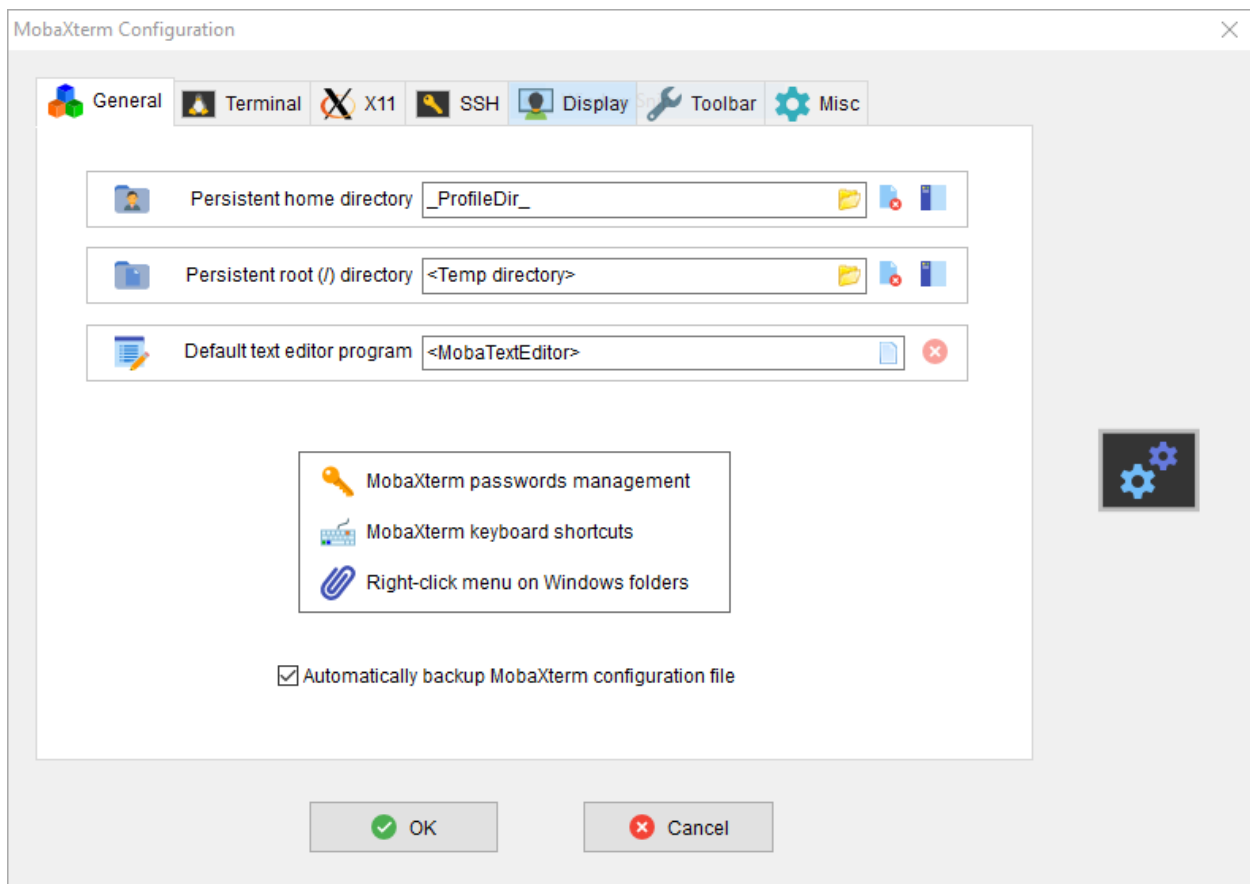 MobaXterm Configuration
General Terminal X11 SSH Display Toolbar Misc
Persistent home directory _ProfileDir_
Persistent root (/) directory <Temp directory>
Default text editor program <MobaTextEditor>
MobaXterm passwords management
MobaXterm keyboard shortcuts
Right-click menu on Windows folders
Automatically backup MobaXterm configuration file
OK Cancel